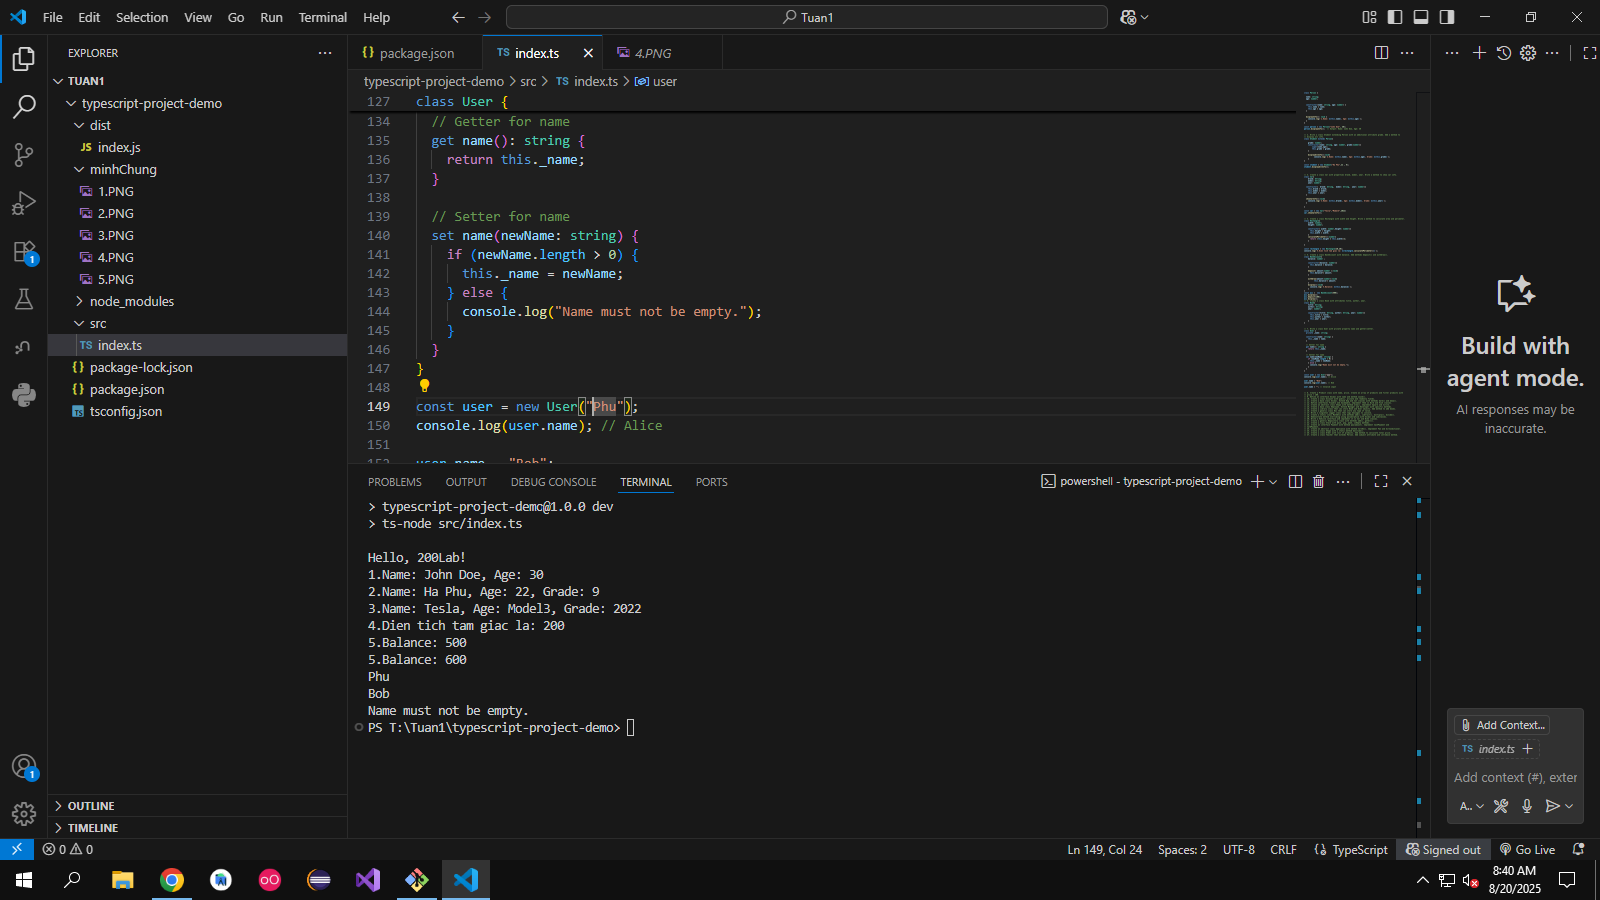 File Edit Selection View Go Run Terminal Help
Tuan1
EXPLORER
TUAN1
typescript-project-demo
dist
JS index.js
minhChung
1.PNG
2.PNG
3.PNG
4.PNG
5.PNG
node_modules
src
TS index.ts
{} package-lock.json
{} package.json
tsconfig.json
OUTLINE
TIMELINE
{} package.json
TS index.ts
4.PNG
typescript-project-demo > src > TS index.ts > user
127 class User {
134 // Getter for name
135 get name(): string {
136 return this._name;
137 }
138
139 // Setter for name
140 set name(newName: string) {
141 if (newName.length > 0) {
142 this._name = newName;
143 } else {
144 console.log("Name must not be empty.");
145 }
146 }
147 }
148
149 const user = new User("Phu");
150 console.log(user.name); // Alice
151
152 user.name = "Bob";
PROBLEMS OUTPUT DEBUG CONSOLE TERMINAL PORTS
powershell - typescript-project-demo
> typescript-project-demo@1.0.0 dev
> ts-node src/index.ts
Hello, 200Lab!
1.Name: John Doe, Age: 30
2.Name: Ha Phu, Age: 22, Grade: 9
3.Name: Tesla, Age: Model3, Grade: 2022
4.Dien tich tam giac la: 200
5.Balance: 500
5.Balance: 600
Phu
Bob
Name must not be empty.
PS T:\Tuan1\typescript-project-demo>
Build with
agent mode.
AI responses may be
inaccurate.
Add Context...
TS index.ts +
Add context (#), exter
A..
1
1
0 0
Ln 149, Col 24 Spaces: 2 UTF-8 CRLF {} TypeScript Signed out Go Live
8:40 AM
8/20/2025